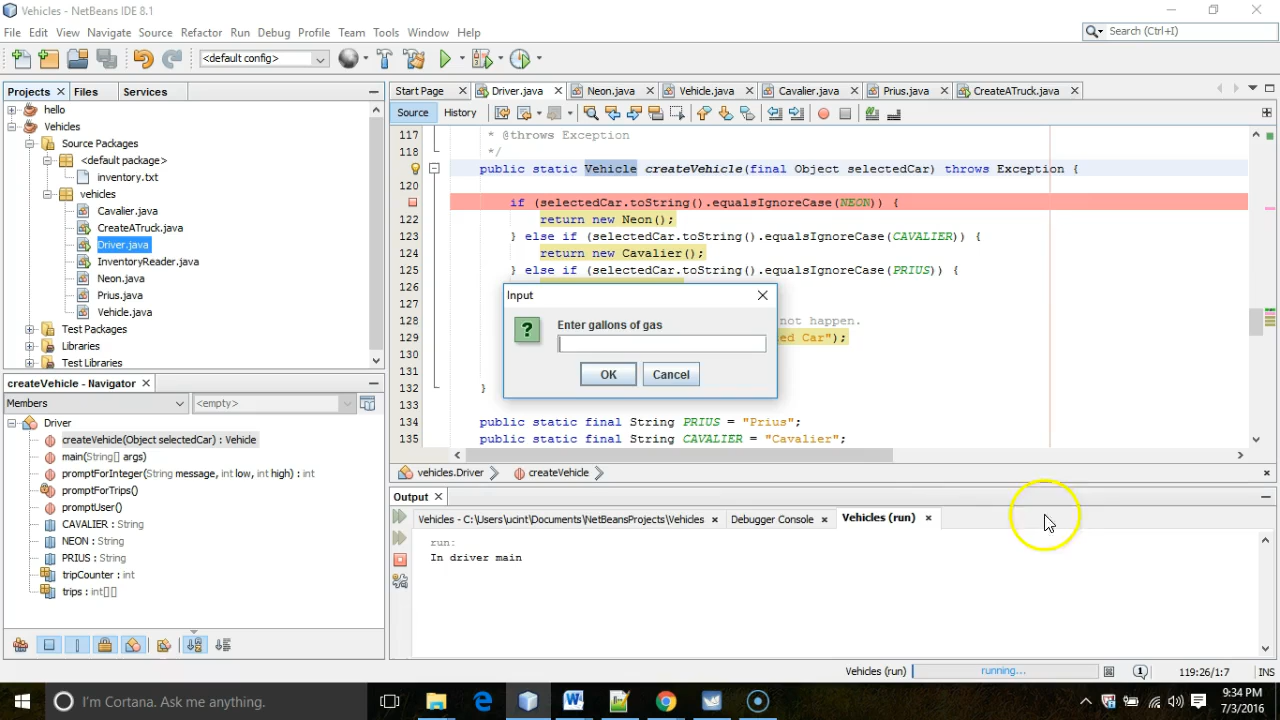 Vehicles - NetBeans IDE 8.1
File Edit View Navigate Source Refactor Run Debug Profile Team Tools Window Help
Search (Ctrl+I)
<default config>
Projects Files Services
hello
Vehicles
Source Packages
<default package>
inventory.txt
vehicles
Cavalier.java
CreateATruck.java
Driver.java
InventoryReader.java
Neon.java
Prius.java
Vehicle.java
Test Packages
Libraries
Test Libraries
createVehicle - Navigator
Members <empty>
Driver
createVehicle(Object selectedCar) : Vehicle
main(String[] args)
promptForInteger(String message, int low, int high) : int
promptForTrips()
promptUser()
CAVALIER : String
NEON : String
PRIUS : String
tripCounter : int
trips : int[][]
Start Page Driver.java Neon.java Vehicle.java Cavalier.java Prius.java CreateATruck.java
Source History
117 * @throws Exception
118 */
public static Vehicle createVehicle(final Object selectedCar) throws Exception {
120
if (selectedCar.toString().equalsIgnoreCase(NEON)) {
122 return new Neon();
123 } else if (selectedCar.toString().equalsIgnoreCase(CAVALIER)) {
124 return new Cavalier();
125 } else if (selectedCar.toString().equalsIgnoreCase(PRIUS)) {
126
127
128 not happen.
129 ed Car");
130
131
132 }
133
134 public static final String PRIUS = "Prius";
135 public static final String CAVALIER = "Cavalier";
Input
Enter gallons of gas
OK Cancel
vehicles.Driver createVehicle
Output
Vehicles - C:\Users\ucint\Documents\NetBeansProjects\Vehicles Debugger Console Vehicles (run)
run:
In driver main
Vehicles (run) running... 119:26/1:7 INS
I'm Cortana. Ask me anything.
9:34 PM
7/3/2016